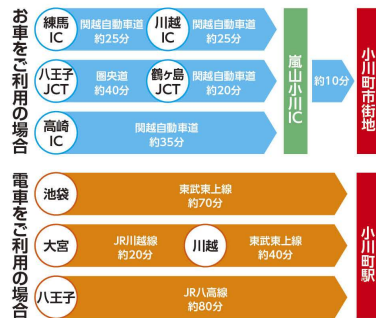 お車をご利用の場合
練馬
IC
関越自動車道
約25分
川越
IC
関越自動車道
約25分
八王子
JCT
圏央道
約40分
鶴ヶ島
JCT
関越自動車道
約20分
高崎
IC
関越自動車道
約35分
嵐山小川IC
約10分
小川町市街地
電車をご利用の場合
池袋
東武東上線
約70分
大宮
JR川越線
約20分
川越
東武東上線
約40分
八王子
JR八高線
約80分
小川町駅